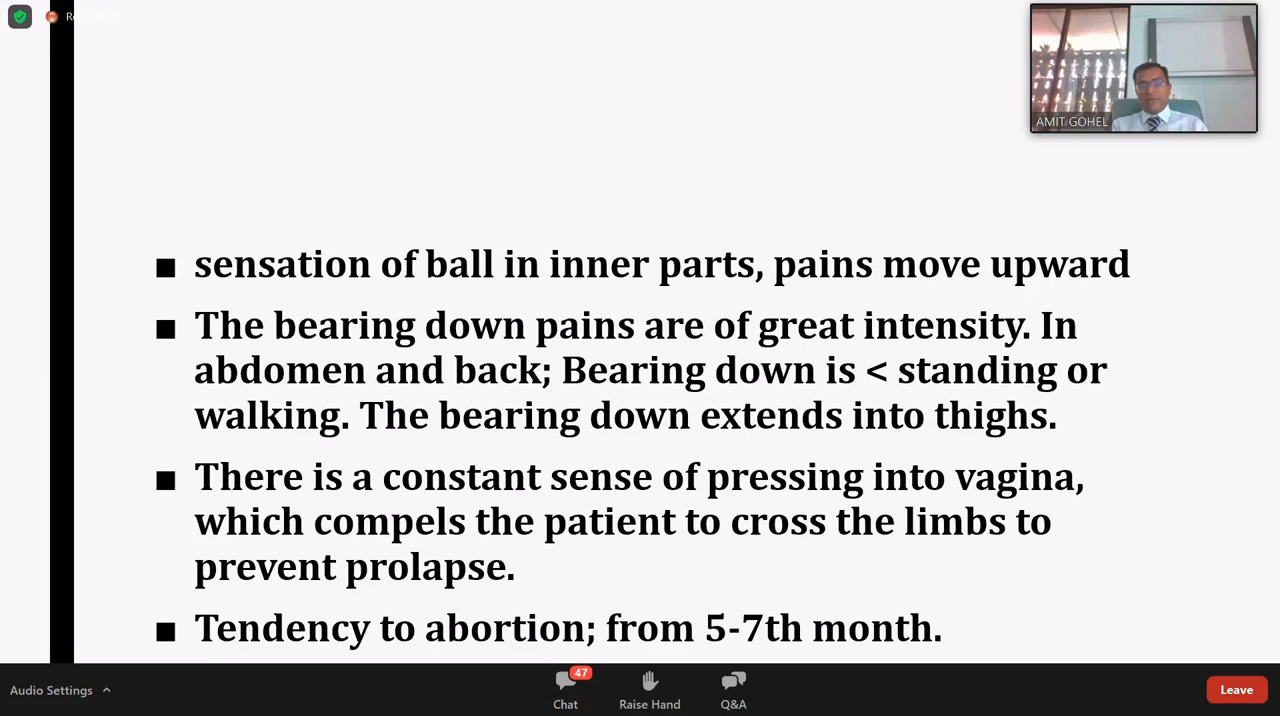 AMIT GOHEL
■ sensation of ball in inner parts, pains move upward
■ The bearing down pains are of great intensity. In
abdomen and back; Bearing down is < standing or
walking. The bearing down extends into thighs.
■ There is a constant sense of pressing into vagina,
which compels the patient to cross the limbs to
prevent prolapse.
■ Tendency to abortion; from 5-7th month.
Audio Settings
47
Chat
Raise Hand
Q&A
Leave